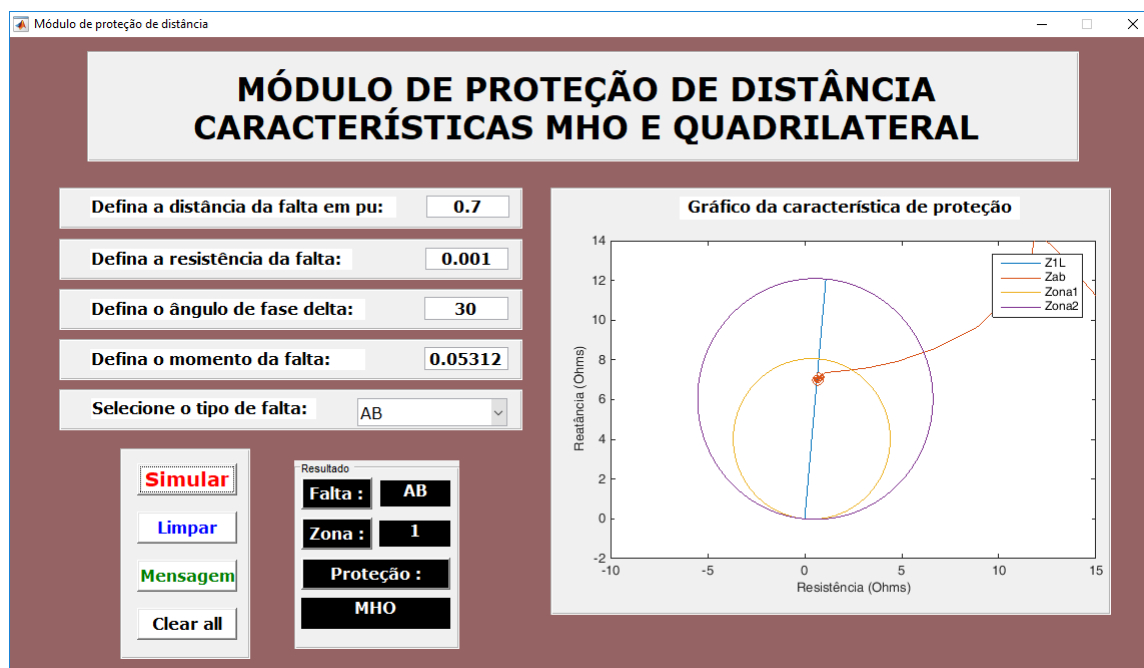 Módulo de proteção de distância
MÓDULO DE PROTEÇÃO DE DISTÂNCIA
CARACTERÍSTICAS MHO E QUADRILATERAL
Defina a distância da falta em pu: 0.7
Defina a resistência da falta: 0.001
Defina o ângulo de fase delta: 30
Defina o momento da falta: 0.05312
Selecione o tipo de falta: AB
Simular
Limpar
Mensagem
Clear all
Resultado
Falta : AB
Zona : 1
Proteção :
MHO
Gráfico da característica de proteção
14
12
10
8
6
4
2
0
-2
-10 -5 0 5 10 15
Reatância (Ohms)
Resistência (Ohms)
Z1L
Zab
Zona1
Zona2